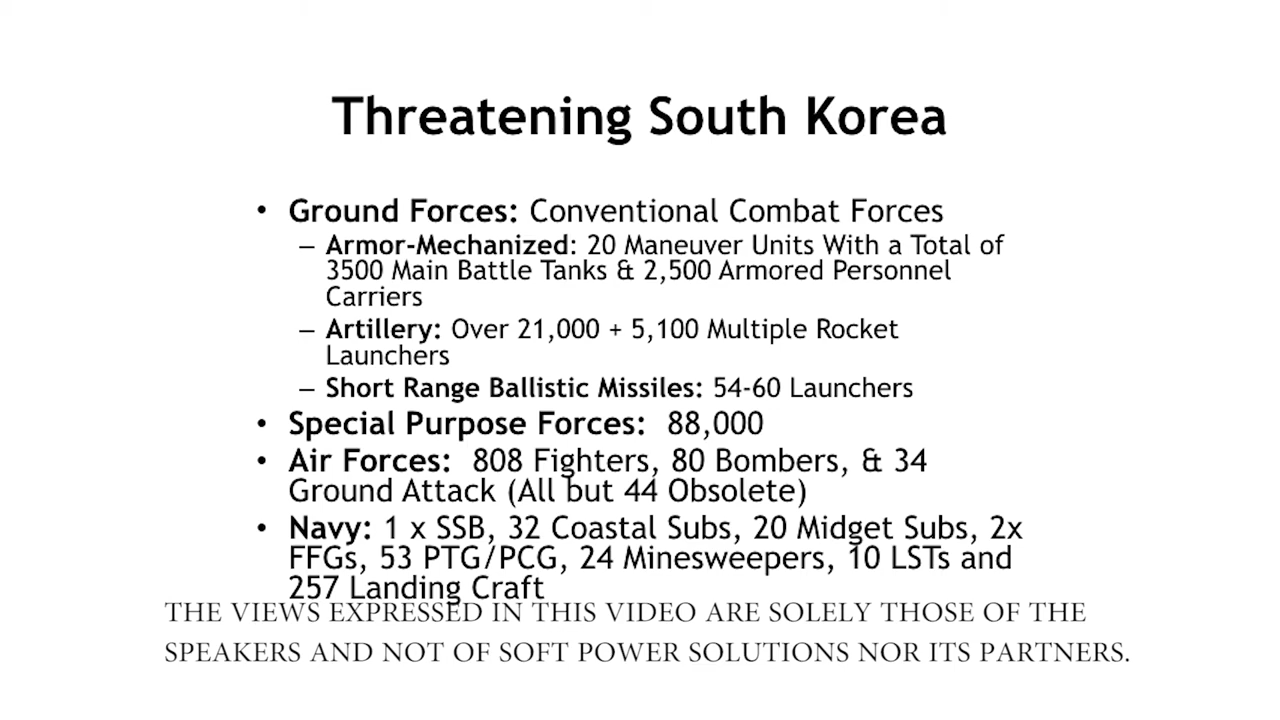 Threatening South Korea
• Ground Forces: Conventional Combat Forces
– Armor-Mechanized: 20 Maneuver Units With a Total of
3500 Main Battle Tanks & 2,500 Armored Personnel
Carriers
– Artillery: Over 21,000 + 5,100 Multiple Rocket
Launchers
– Short Range Ballistic Missiles: 54-60 Launchers
• Special Purpose Forces: 88,000
• Air Forces: 808 Fighters, 80 Bombers, & 34
Ground Attack (All but 44 Obsolete)
• Navy: 1 x SSB, 32 Coastal Subs, 20 Midget Subs, 2x
FFGs, 53 PTG/PCG, 24 Minesweepers, 10 LSTs and
257 Landing Craft
THE VIEWS EXPRESSED IN THIS VIDEO ARE SOLELY THOSE OF THE
SPEAKERS AND NOT OF SOFT POWER SOLUTIONS NOR ITS PARTNERS.